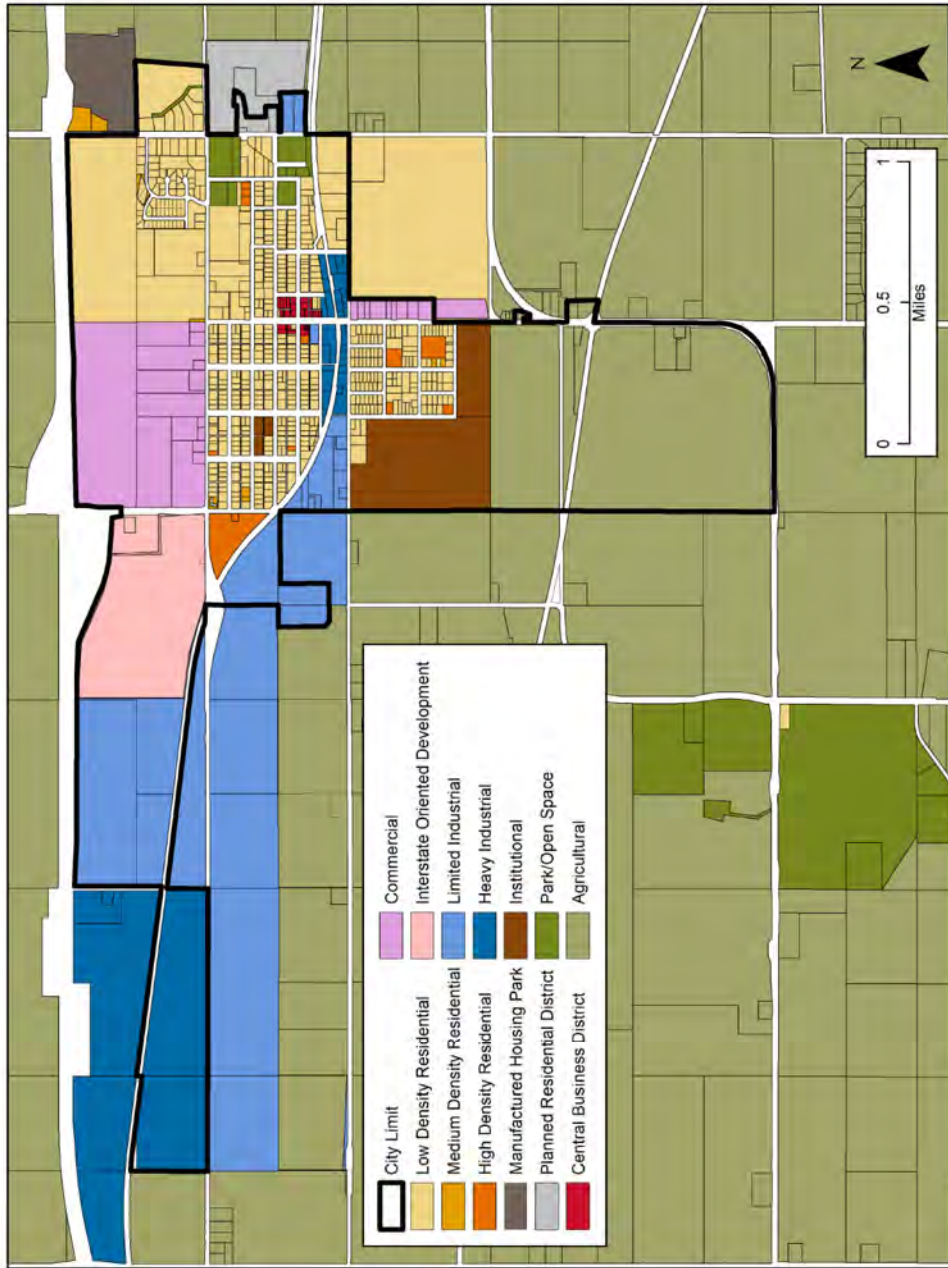 City Limit
Low Density Residential
Medium Density Residential
High Density Residential
Manufactured Housing Park
Planned Residential District
Central Business District
Commercial
Interstate Oriented Development
Limited Industrial
Heavy Industrial
Institutional
Park/Open Space
Agricultural
N
0 0.5 1
Miles